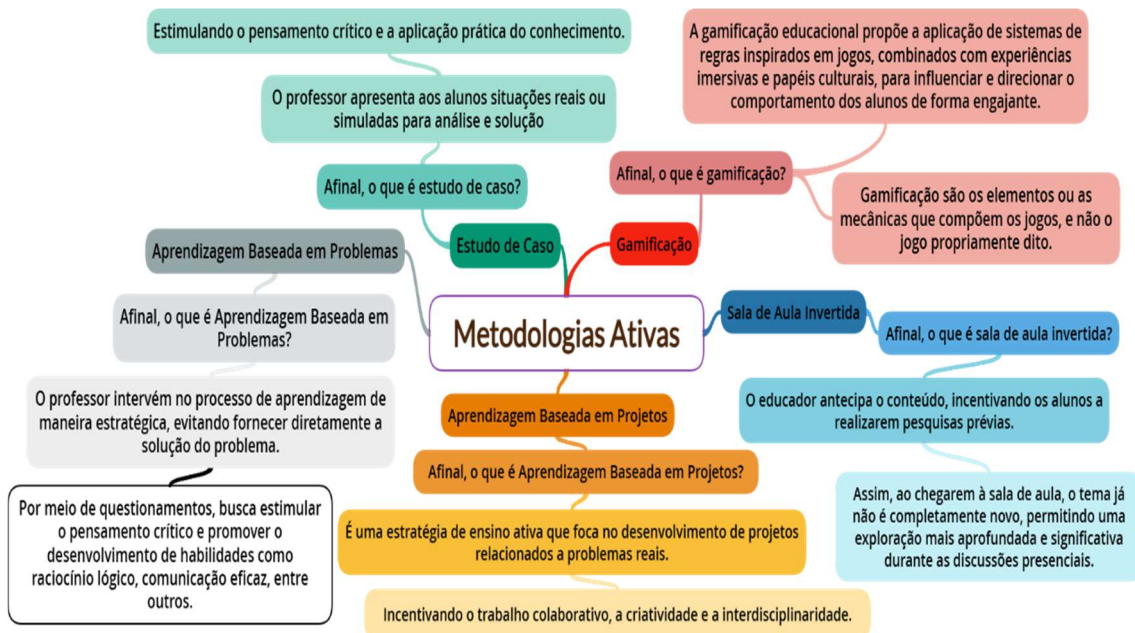 Estimulando o pensamento crítico e a aplicação prática do conhecimento.
O professor apresenta aos alunos situações reais ou
simuladas para análise e solução
Afinal, o que é estudo de caso?
Estudo de Caso
A gamificação educacional propõe a aplicação de sistemas de
regras inspirados em jogos, combinados com experiências
imersivas e papéis culturais, para influenciar e direcionar o
comportamento dos alunos de forma engajante.
Afinal, o que é gamificação?
Gamificação são os elementos ou as
mecânicas que compõem os jogos, e não o
jogo propriamente dito.
Gamificação
Aprendizagem Baseada em Problemas
Afinal, o que é Aprendizagem Baseada em
Problemas?
O professor intervém no processo de aprendizagem de
maneira estratégica, evitando fornecer diretamente a
solução do problema.
Por meio de questionamentos, busca estimular
o pensamento crítico e promover o
desenvolvimento de habilidades como
raciocínio lógico, comunicação eficaz, entre
outros.
Metodologias Ativas
Sala de Aula Invertida
Afinal, o que é sala de aula invertida?
O educador antecipa o conteúdo, incentivando os alunos a
realizarem pesquisas prévias.
Assim, ao chegarem à sala de aula, o tema já
não é completamente novo, permitindo uma
exploração mais aprofundada e significativa
durante as discussões presenciais.
Aprendizagem Baseada em Projetos
Afinal, o que é Aprendizagem Baseada em Projetos?
É uma estratégia de ensino ativa que foca no desenvolvimento de projetos
relacionados a problemas reais.
Incentivando o trabalho colaborativo, a criatividade e a interdisciplinaridade.